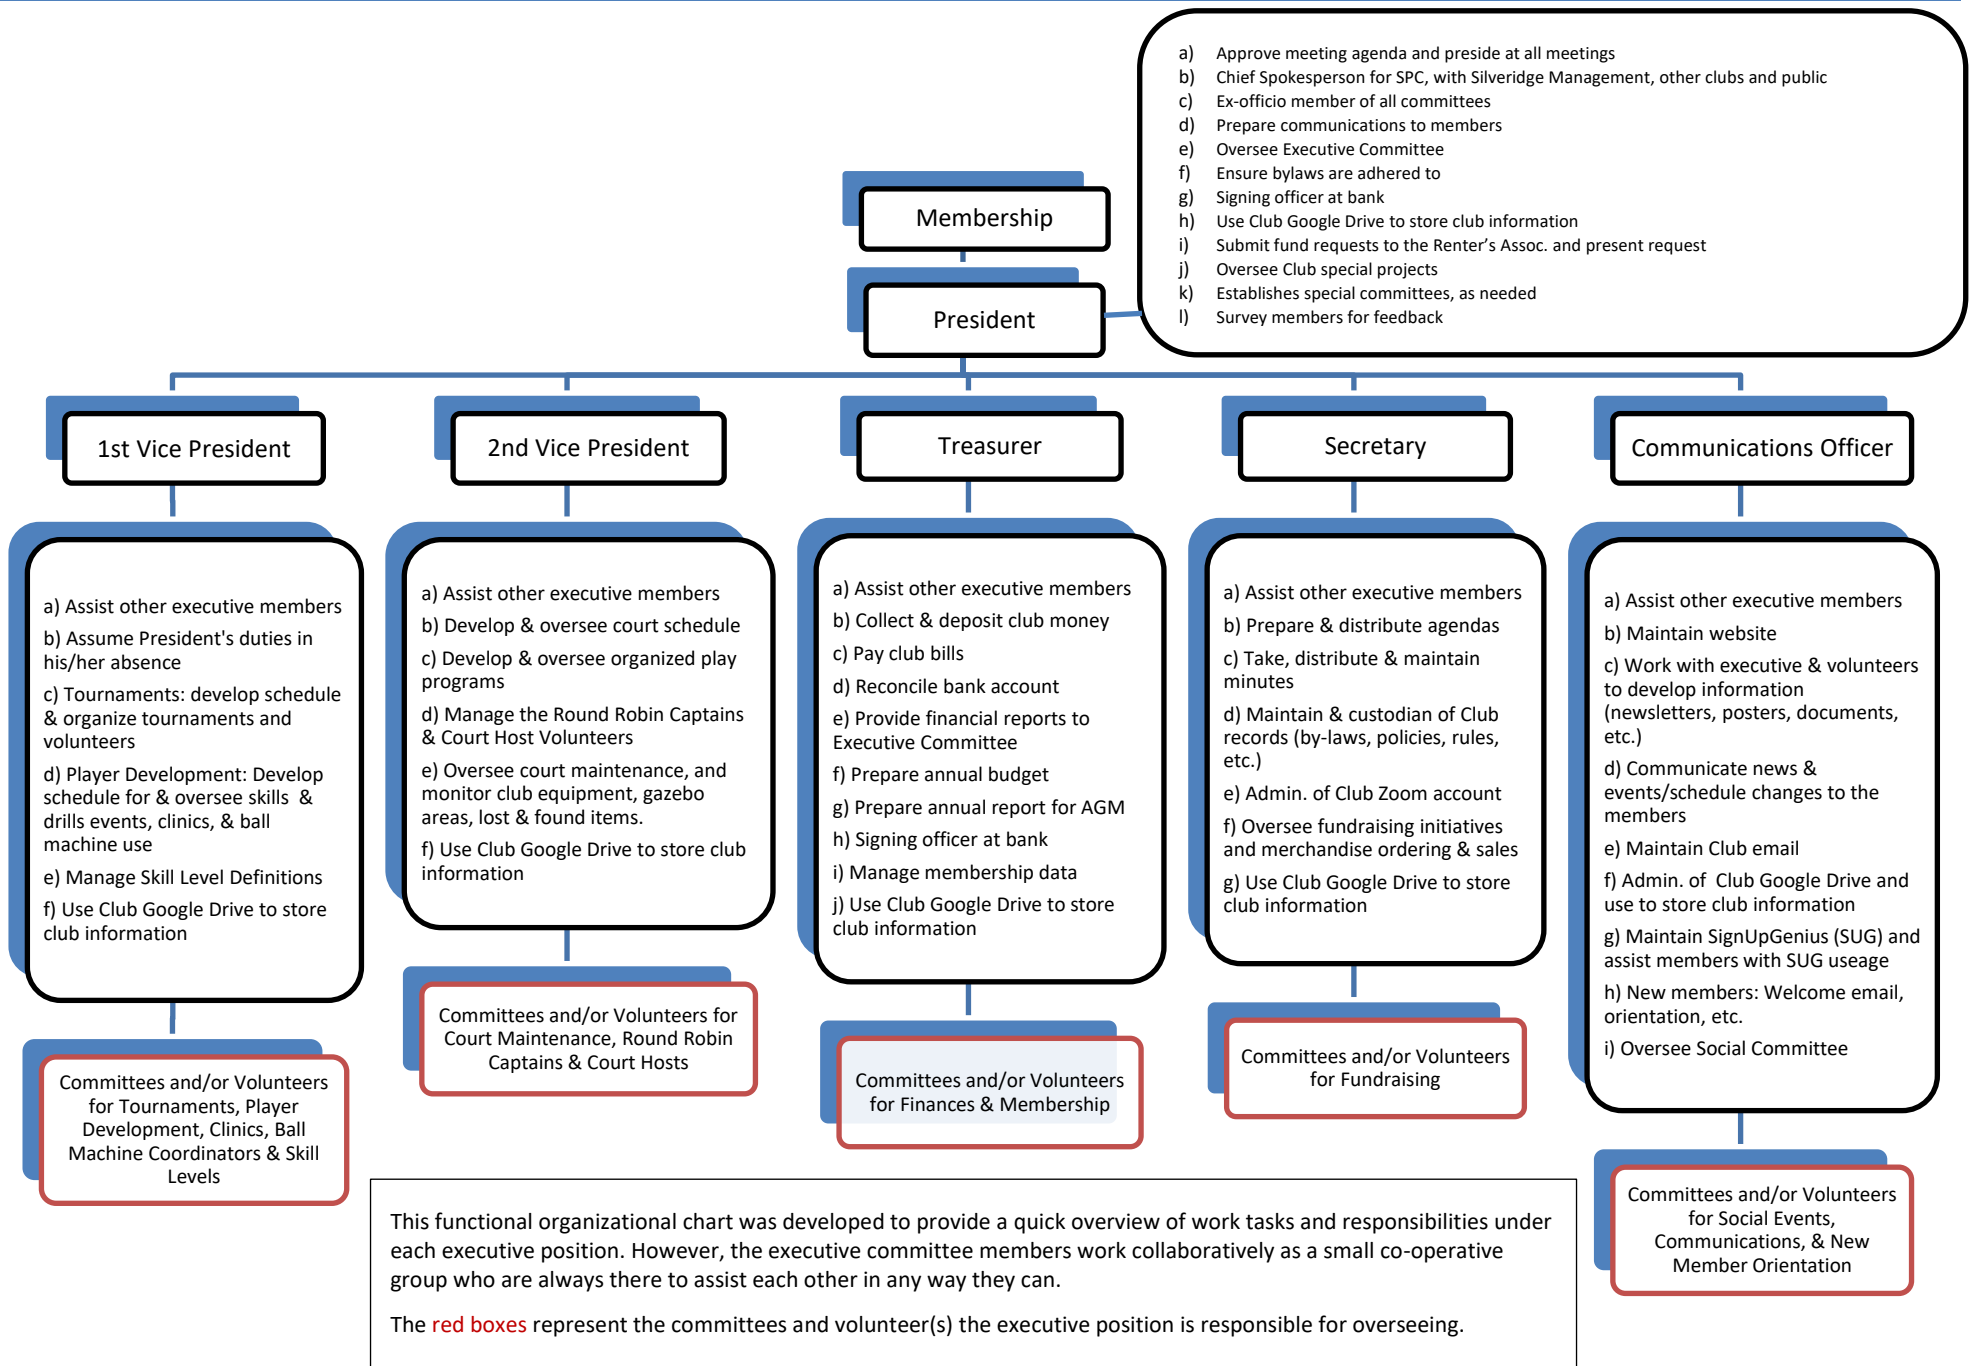 a) Approve meeting agenda and preside at all meetings
b) Chief Spokesperson for SPC, with Silveridge Management, other clubs and public
c) Ex-officio member of all committees
d) Prepare communications to members
e) Oversee Executive Committee
f) Ensure bylaws are adhered to
g) Signing officer at bank
h) Use Club Google Drive to store club information
i) Submit fund requests to the Renter’s Assoc. and present request
j) Oversee Club special projects
k) Establishes special committees, as needed
l) Survey members for feedback
Membership
President
1st Vice President
2nd Vice President
Treasurer
Secretary
Communications Officer
a) Assist other executive members
b) Assume President's duties in
his/her absence
c) Tournaments: develop schedule
& organize tournaments and
volunteers
d) Player Development: Develop
schedule for & oversee skills &
drills events, clinics, & ball
machine use
e) Manage Skill Level Definitions
f) Use Club Google Drive to store
club information
a) Assist other executive members
b) Develop & oversee court schedule
c) Develop & oversee organized play
programs
d) Manage the Round Robin Captains
& Court Host Volunteers
e) Oversee court maintenance, and
monitor club equipment, gazebo
areas, lost & found items.
f) Use Club Google Drive to store club
information
a) Assist other executive members
b) Collect & deposit club money
c) Pay club bills
d) Reconcile bank account
e) Provide financial reports to
Executive Committee
f) Prepare annual budget
g) Prepare annual report for AGM
h) Signing officer at bank
i) Manage membership data
j) Use Club Google Drive to store
club information
a) Assist other executive members
b) Prepare & distribute agendas
c) Take, distribute & maintain
minutes
d) Maintain & custodian of Club
records (by-laws, policies, rules,
etc.)
e) Admin. of Club Zoom account
f) Oversee fundraising initiatives
and merchandise ordering & sales
g) Use Club Google Drive to store
club information
a) Assist other executive members
b) Maintain website
c) Work with executive & volunteers
to develop information
(newsletters, posters, documents,
etc.)
d) Communicate news &
events/schedule changes to the
members
e) Maintain Club email
f) Admin. of Club Google Drive and
use to store club information
g) Maintain SignUpGenius (SUG) and
assist members with SUG useage
h) New members: Welcome email,
orientation, etc.
i) Oversee Social Committee
Committees and/or Volunteers
for Tournaments, Player
Development, Clinics, Ball
Machine Coordinators & Skill
Levels
Committees and/or Volunteers for
Court Maintenance, Round Robin
Captains & Court Hosts
Committees and/or Volunteers
for Finances & Membership
Committees and/or Volunteers
for Fundraising
Committees and/or Volunteers
for Social Events,
Communications, & New
Member Orientation
This functional organizational chart was developed to provide a quick overview of work tasks and responsibilities under
each executive position. However, the executive committee members work collaboratively as a small co-operative
group who are always there to assist each other in any way they can.
The red boxes represent the committees and volunteer(s) the executive position is responsible for overseeing.